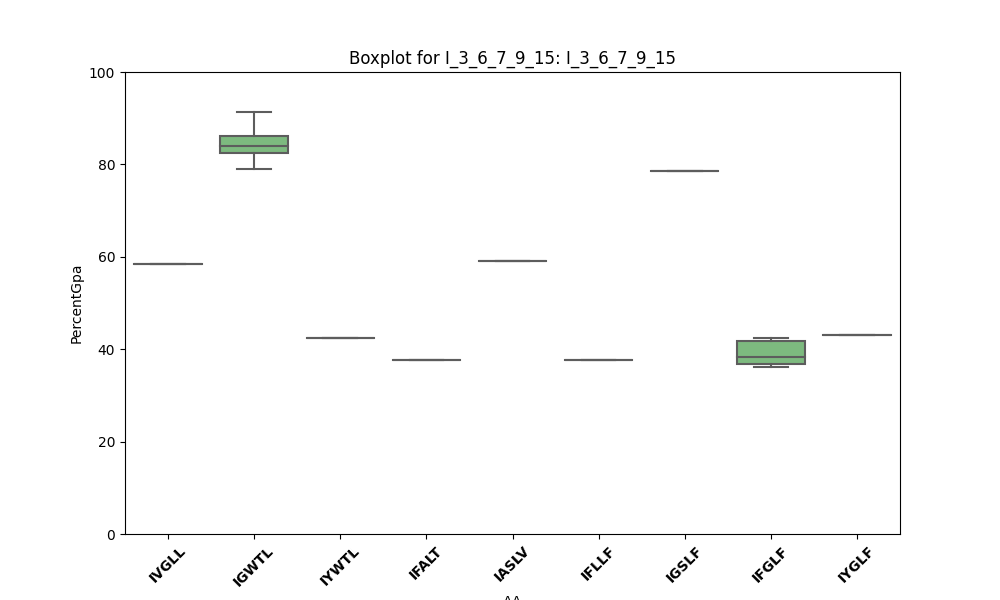 Boxplot for I_3_6_7_9_15: I_3_6_7_9_15
100
80
60
40
20
0
PercentGpa
IVGLL
IGWTL
IYWTL
IFALT
IASLV
IFLLF
IGSLF
IFGLF
IYGLF
AA